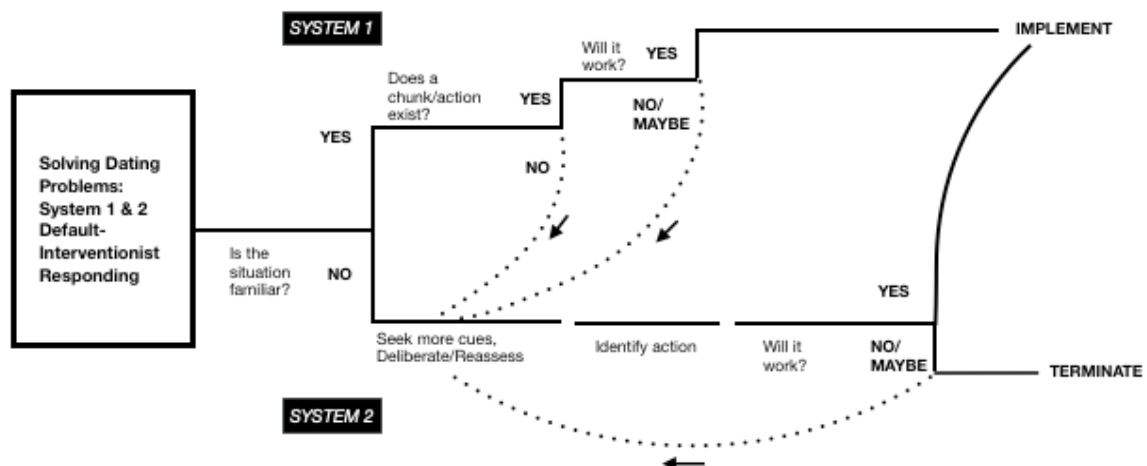 SYSTEM 1
IMPLEMENT
Will it
work?
YES
Does a
chunk/action
exist?
YES
NO/
MAYBE
YES
NO
Solving Dating
Problems:
System 1 & 2
Default-
Interventionist
Responding
Is the
situation
familiar?
NO
YES
Seek more cues,
Deliberate/Reassess
Identify action
Will it
work?
NO/
MAYBE
TERMINATE
SYSTEM 2